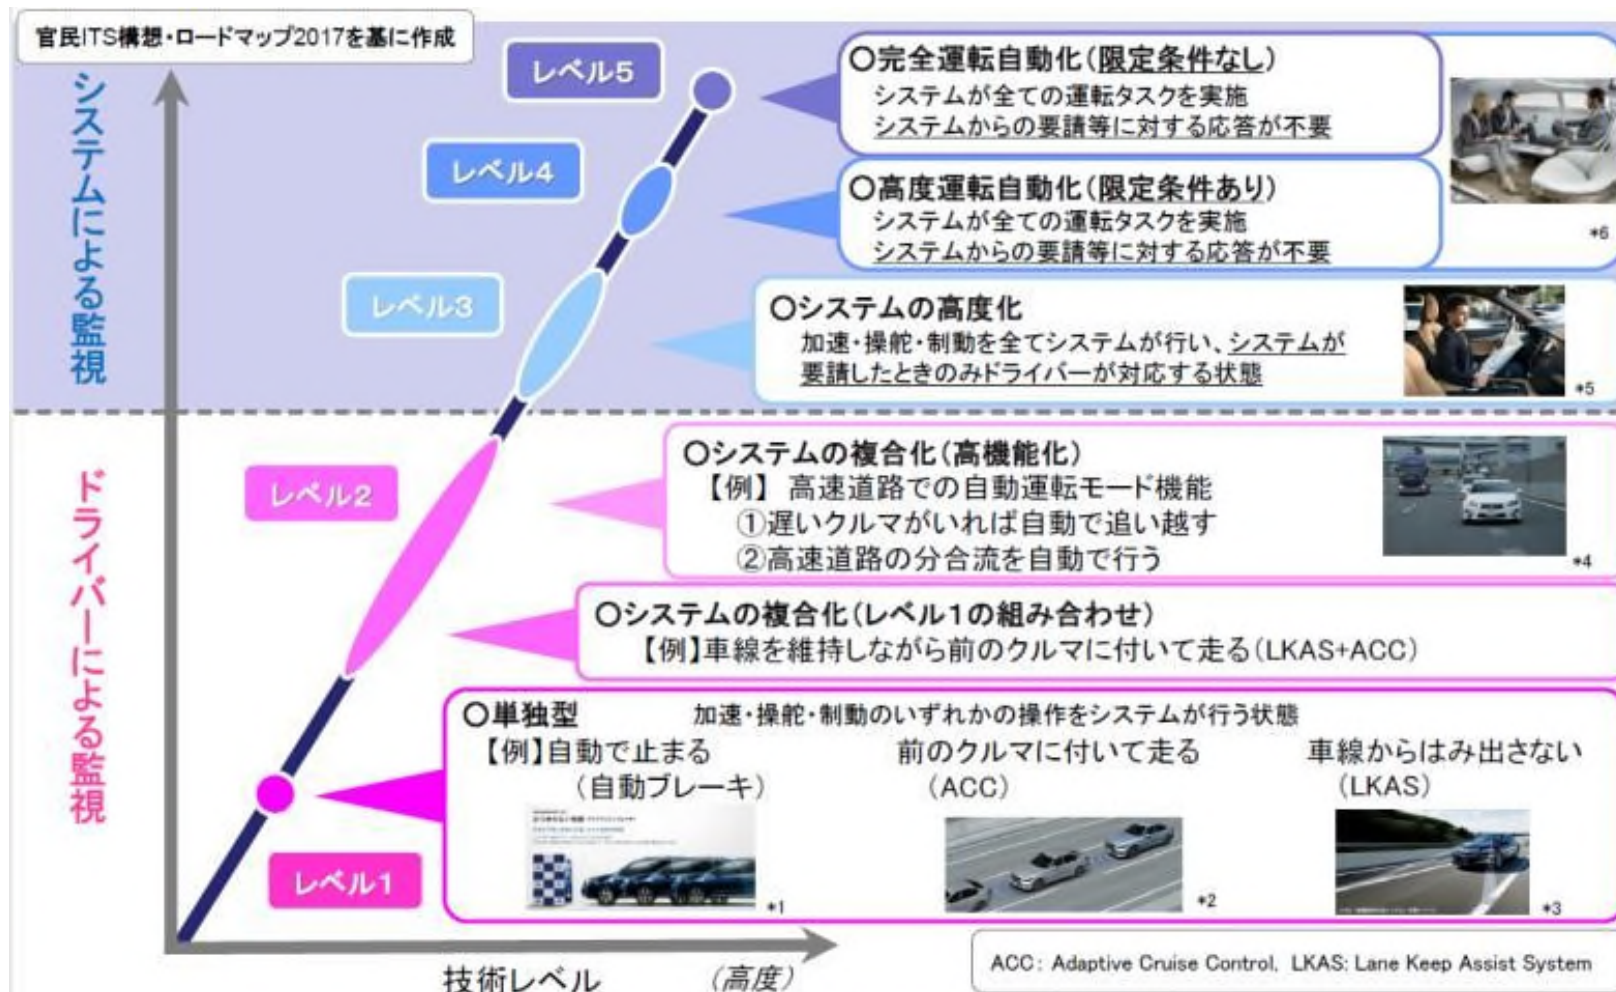 官民ITS構想・ロードマップ2017を基に作成
システムによる監視
ドライバーによる監視
レベル5
○完全運転自動化(限定条件なし)
システムが全ての運転タスクを実施
システムからの要請等に対する応答が不要
レベル4
○高度運転自動化(限定条件あり)
システムが全ての運転タスクを実施
システムからの要請等に対する応答が不要
*6
レベル3
○システムの高度化
加速・操舵・制動を全てシステムが行い、システムが
要請したときのみドライバーが対応する状態
*5
レベル2
○システムの複合化(高機能化)
【例】 高速道路での自動運転モード機能
①遅いクルマがいれば自動で追い越す
②高速道路の分合流を自動で行う
*4
○システムの複合化(レベル1の組み合わせ)
【例】車線を維持しながら前のクルマに付いて走る(LKAS+ACC)
レベル1
○単独型 加速・操舵・制動のいずれかの操作をシステムが行う状態
【例】自動で止まる
(自動ブレーキ)
*1
前のクルマに付いて走る
(ACC)
*2
車線からはみ出さない
(LKAS)
*3
技術レベル (高度)
ACC: Adaptive Cruise Control, LKAS: Lane Keep Assist System